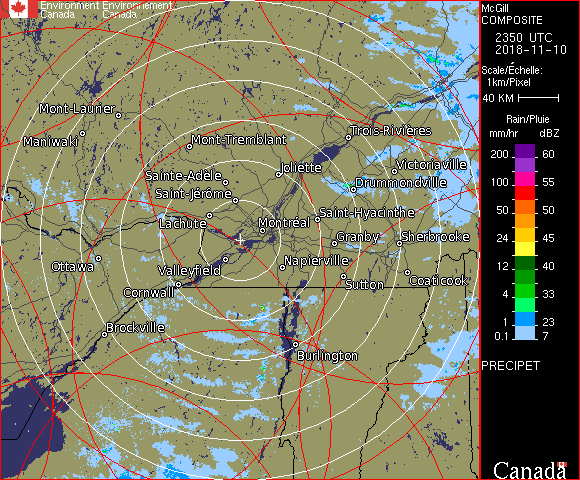 Environment Environnement
Canada Canada
McGill
COMPOSITE
2350 UTC
2018-11-10
Scale/Échelle:
1km/Pixel
40 KM
Rain/Pluie
mm/hr dBZ
200 60
100 55
50 50
24 45
12 40
4 33
1 23
0.1 7
PRECIPET
Canada
Mont-Laurier
Maniwaki
Mont-Tremblant
Trois-Rivières
Joliette
Victoriaville
Sainte-Adèle
Drummondville
Saint-Jérôme
Saint-Hyacinthe
Lachute
Montréal
Granby
Sherbrooke
Ottawa
Valleyfield
Napierville
Cornwall
Sutton
Coaticook
Brockville
Burlington